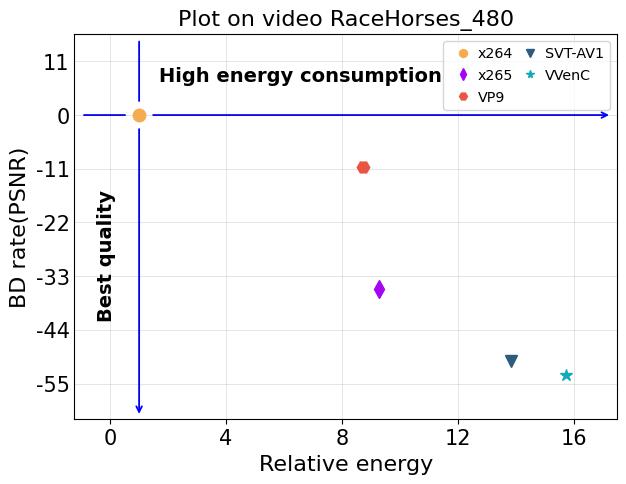 Plot on video RaceHorses_480
x264
x265
VP9
SVT-AV1
VVenC
High energy consumption
Best quality
BD rate(PSNR)
11
0
-11
-22
-33
-44
-55
0 4 8 12 16
Relative energy